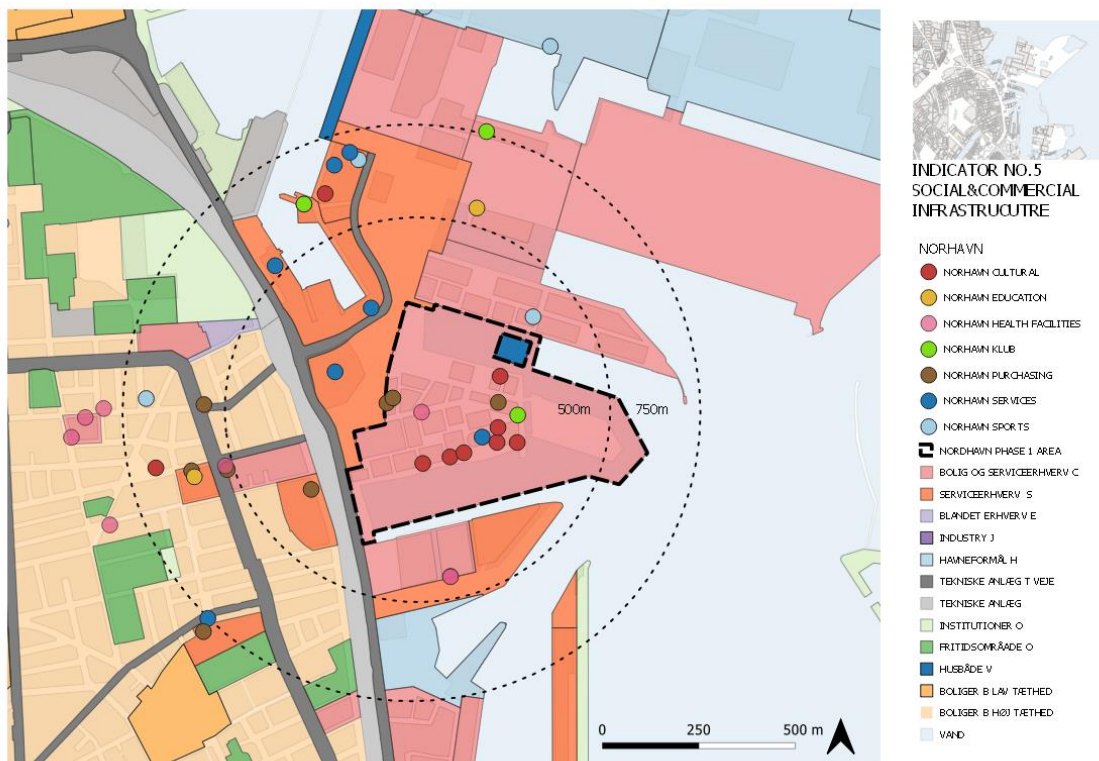 INDICATOR NO.5
SOCIAL&COMMERCIAL
INFRASTRUCUTRE
NORHAVN
NORHAVN CULTURAL
NORHAVN EDUCATION
NORHAVN HEALTH FACILITIES
NORHAVN KLUB
NORHAVN PURCHASING
NORHAVN SERVICES
NORHAVN SPORTS
NORDHAVN PHASE 1 AREA
BOLIG OG SERVICEERHVERV C
SERVICEERHVERV S
BLANDET ERHVERV E
INDUSTRY J
HAVNEFORMÅL H
TEKNISKE ANLÆG T VEJE
TEKNISKE ANLÆG
INSTITUTIONER O
FRITIDSOMRÅADE O
HUSBÅDE V
BOLIGER B LAV TÆTHED
BOLIGER B HØJ TÆTHED
VAND
500m 750m
0 250 500 m